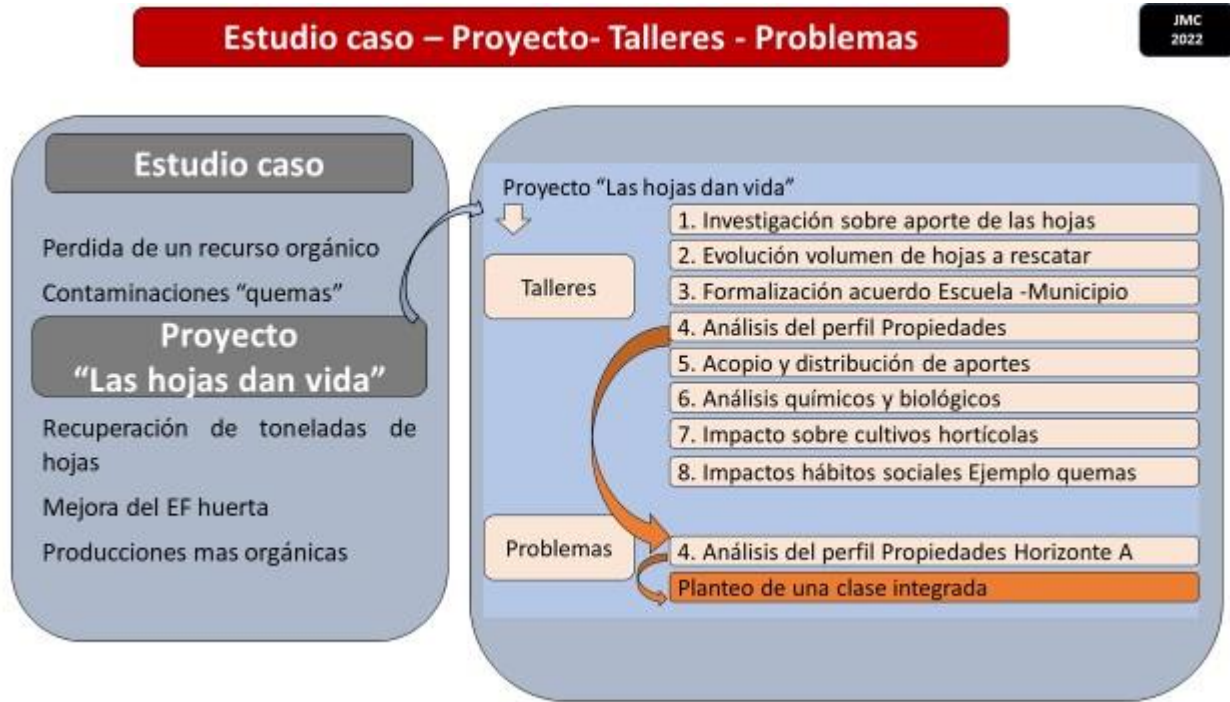 Estudio caso – Proyecto- Talleres - Problemas
JMC
2022
Estudio caso
Perdida de un recurso orgánico
Contaminaciones “quemas”
Proyecto
“Las hojas dan vida”
Recuperación de toneladas de
hojas
Mejora del EF huerta
Producciones mas orgánicas
Proyecto “Las hojas dan vida”
Talleres
1. Investigación sobre aporte de las hojas
2. Evolución volumen de hojas a rescatar
3. Formalización acuerdo Escuela -Municipio
4. Análisis del perfil Propiedades
5. Acopio y distribución de aportes
6. Análisis químicos y biológicos
7. Impacto sobre cultivos hortícolas
8. Impactos hábitos sociales Ejemplo quemas
Problemas
4. Análisis del perfil Propiedades Horizonte A
Planteo de una clase integrada